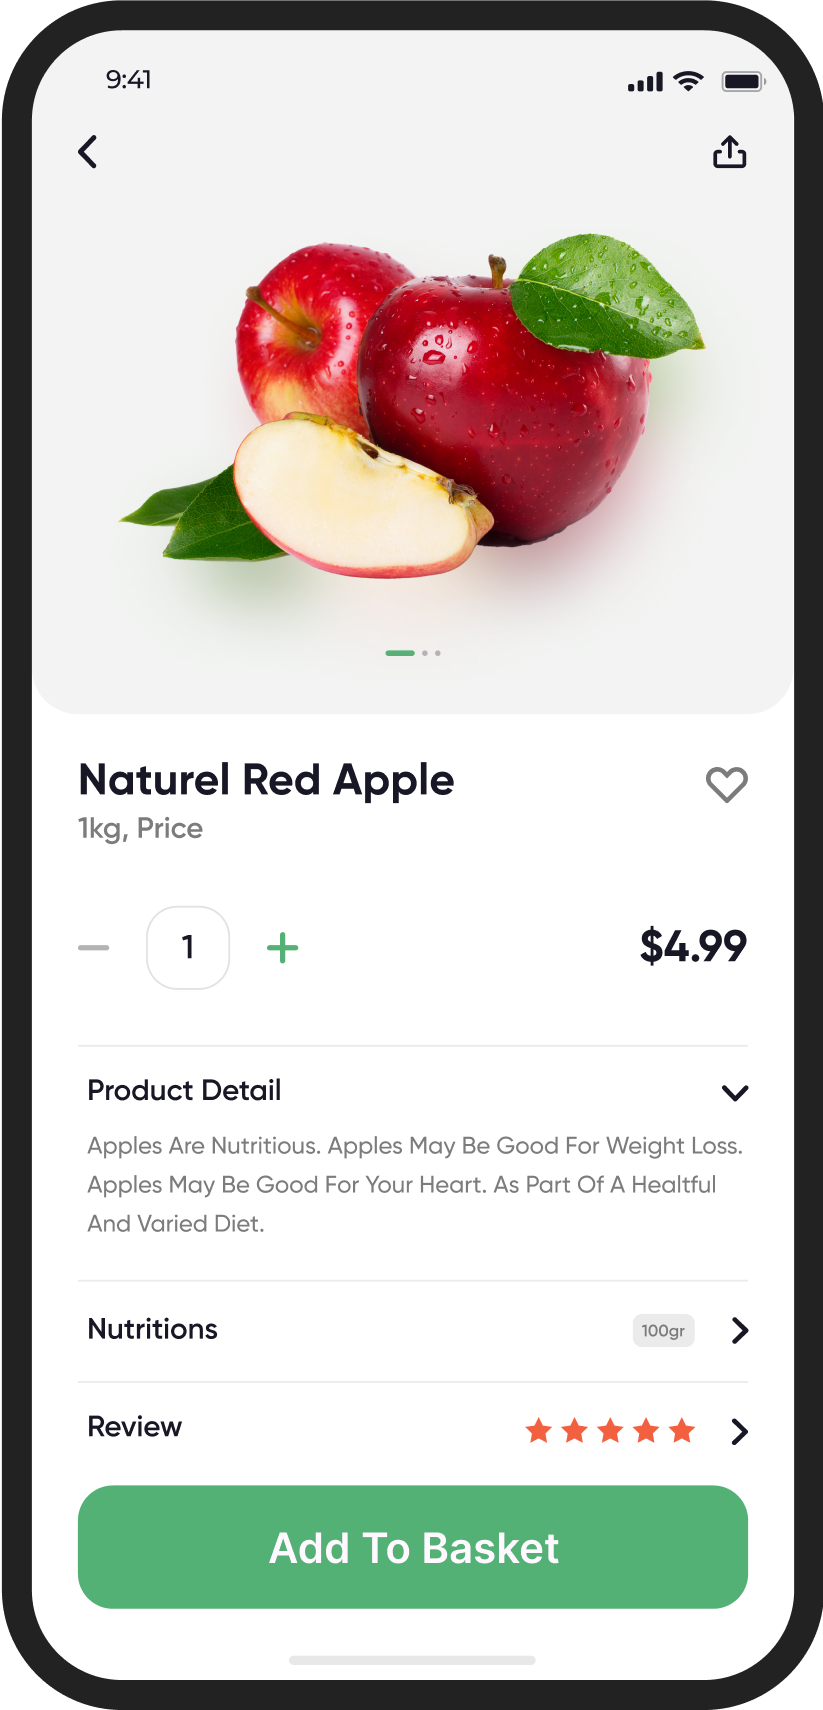 9:41
Naturel Red Apple
1kg, Price
1
$4.99
Product Detail
Apples Are Nutritious. Apples May Be Good For Weight Loss.
Apples May Be Good For Your Heart. As Part Of A Healtful
And Varied Diet.
Nutritions
100gr
Review
Add To Basket